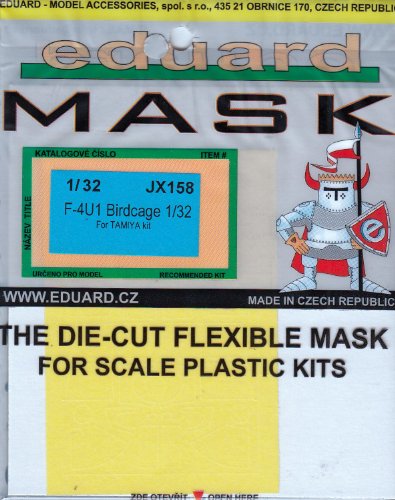 EDUARD - MODEL ACCESSORIES, spol. s r.o., 435 21 OBRNICE 170, CZECH REPUBLIC
eduard
MASK
KATALOGOVÉ ČÍSLO ITEM #
1/32 JX158
F-4U1 Birdcage 1/32
For TAMIYA kit
NÁZEV TITLE
URČENO PRO MODEL RECOMMENDED KIT
e
WWW.EDUARD.CZ MADE IN CZECH REPUBLIC
THE DIE-CUT FLEXIBLE MASK
FOR SCALE PLASTIC KITS
ZDE OTEVŘÍT OPEN HERE